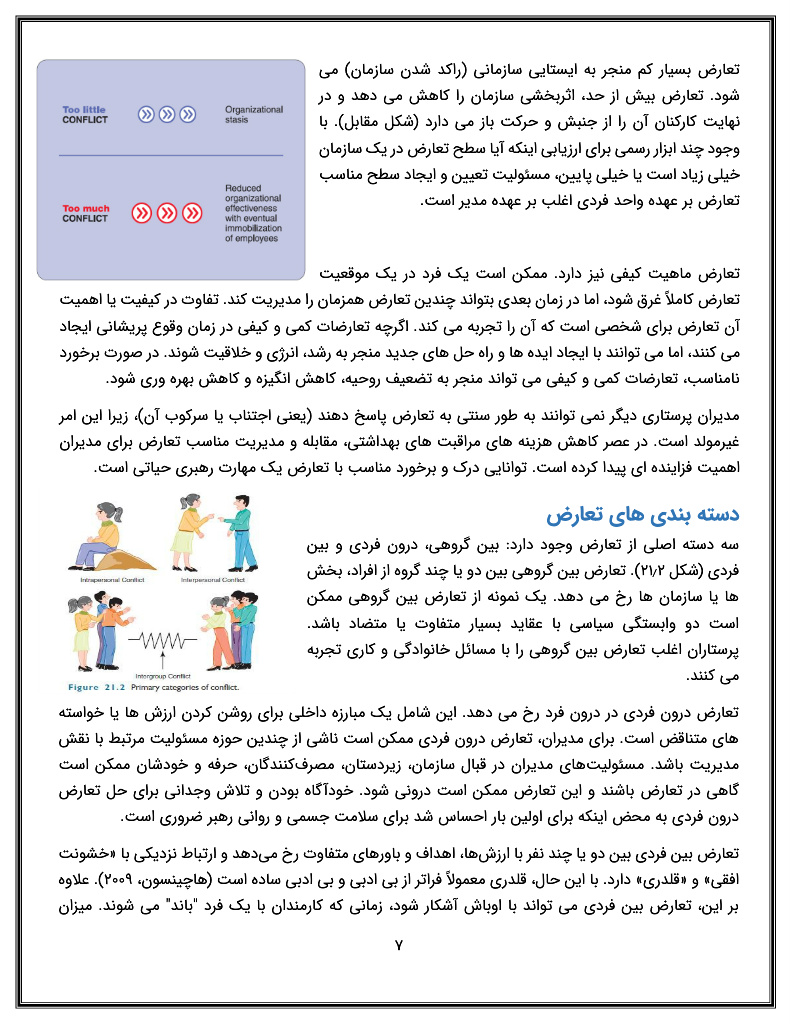 تعارض بسیار کم منجر به ایستایی سازمانی (راکد شدن سازمان) می
شود. تعارض بیش از حد، اثربخشی سازمان را کاهش می دهد و در
نهایت کارکنان آن را از جنبش و حرکت باز می دارد (شکل مقابل). با
وجود چند ابزار رسمی برای ارزیابی اینکه آیا سطح تعارض در یک سازمان
خیلی زیاد است یا خیلی پایین، مسئولیت تعیین و ایجاد سطح مناسب
تعارض بر عهده واحد فردی اغلب بر عهده مدیر است.
Too little
CONFLICT
Organizational
stasis
Too much
CONFLICT
Reduced
organizational
effectiveness
with eventual
immobilization
of employees
تعارض ماهیت کیفی نیز دارد. ممکن است یک فرد در یک موقعیت
تعارض کاملاً غرق شود، اما در زمان بعدی بتواند چندین تعارض همزمان را مدیریت کند. تفاوت در کیفیت یا اهمیت
آن تعارض برای شخصی است که آن را تجربه می کند. اگرچه تعارضات کمی و کیفی در زمان وقوع پریشانی ایجاد
می کنند، اما می توانند با ایجاد ایده ها و راه حل های جدید منجر به رشد، انرژی و خلاقیت شوند. در صورت برخورد
نامناسب، تعارضات کمی و کیفی می تواند منجر به تضعیف روحیه، کاهش انگیزه و کاهش بهره وری شود.
مدیران پرستاری دیگر نمی توانند به طور سنتی به تعارض پاسخ دهند (یعنی اجتناب یا سرکوب آن)، زیرا این امر
غیرمولد است. در عصر کاهش هزینه های مراقبت های بهداشتی، مقابله و مدیریت مناسب تعارض برای مدیران
اهمیت فزاینده ای پیدا کرده است. توانایی درک و برخورد مناسب با تعارض یک مهارت رهبری حیاتی است.
دسته بندی های تعارض
سه دسته اصلی از تعارض وجود دارد: بین گروهی، درون فردی و بین
فردی (شکل ۲۱٫۲). تعارض بین گروهی بین دو یا چند گروه از افراد، بخش
ها یا سازمان ها رخ می دهد. یک نمونه از تعارض بین گروهی ممکن
است دو وابستگی سیاسی با عقاید بسیار متفاوت یا متضاد باشد.
پرستاران اغلب تعارض بین گروهی را با مسائل خانوادگی و کاری تجربه
می کنند.
Intrapersonal Conflict
Interpersonal Conflict
Intergroup Conflict
Figure 21.2 Primary categories of conflict.
تعارض درون فردی در درون فرد رخ می دهد. این شامل یک مبارزه داخلی برای روشن کردن ارزش ها یا خواسته
های متناقض است. برای مدیران، تعارض درون فردی ممکن است ناشی از چندین حوزه مسئولیت مرتبط با نقش
مدیریت باشد. مسئولیت‌های مدیران در قبال سازمان، زیردستان، مصرف‌کنندگان، حرفه و خودشان ممکن است
گاهی در تعارض باشند و این تعارض ممکن است درونی شود. خودآگاه بودن و تلاش وجدانی برای حل تعارض
درون فردی به محض اینکه برای اولین بار احساس شد برای سلامت جسمی و روانی رهبر ضروری است.
تعارض بین فردی بین دو یا چند نفر با ارزش‌ها، اهداف و باورهای متفاوت رخ می‌دهد و ارتباط نزدیکی با «خشونت
افقی» و «قلدری» دارد. با این حال، قلدری معمولاً فراتر از بی ادبی و بی ادبی ساده است (هاچینسون، ۲۰۰۹). علاوه
بر این، تعارض بین فردی می تواند با اوباش آشکار شود، زمانی که کارمندان با یک فرد "باند" می شوند. میزان
۷